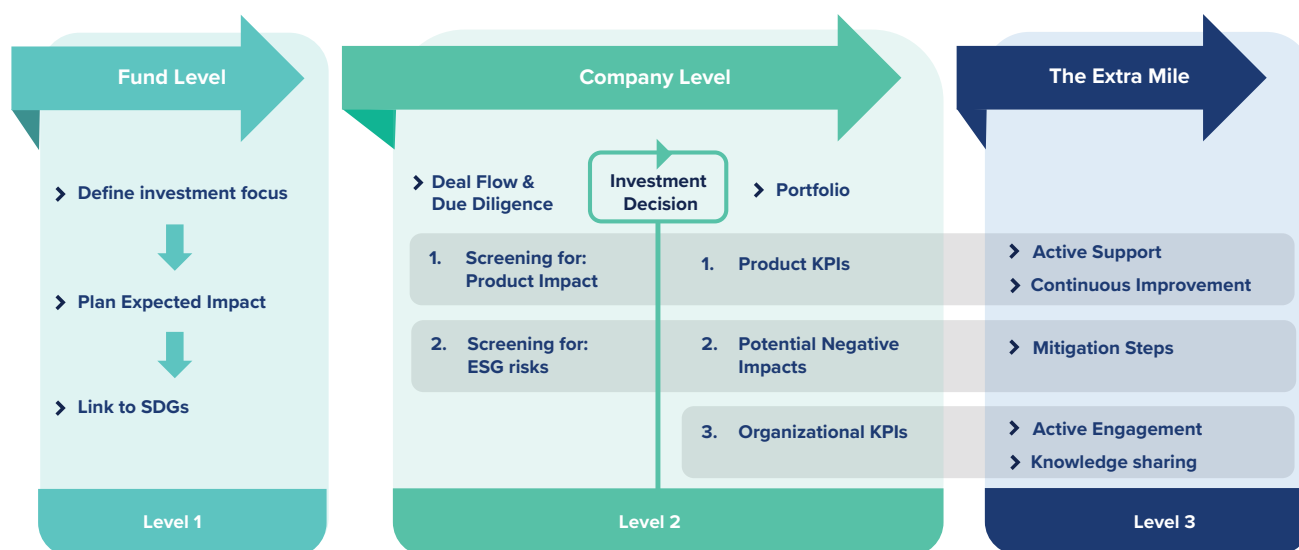 Fund Level
Define investment focus
Plan Expected Impact
Link to SDGs
Level 1
Company Level
Deal Flow &
Due Diligence
Investment
Decision
Portfolio
1. Screening for:
Product Impact
1. Product KPIs
2. Screening for:
ESG risks
2. Potential Negative
Impacts
3. Organizational KPIs
Level 2
The Extra Mile
Active Support
Continuous Improvement
Mitigation Steps
Active Engagement
Knowledge sharing
Level 3